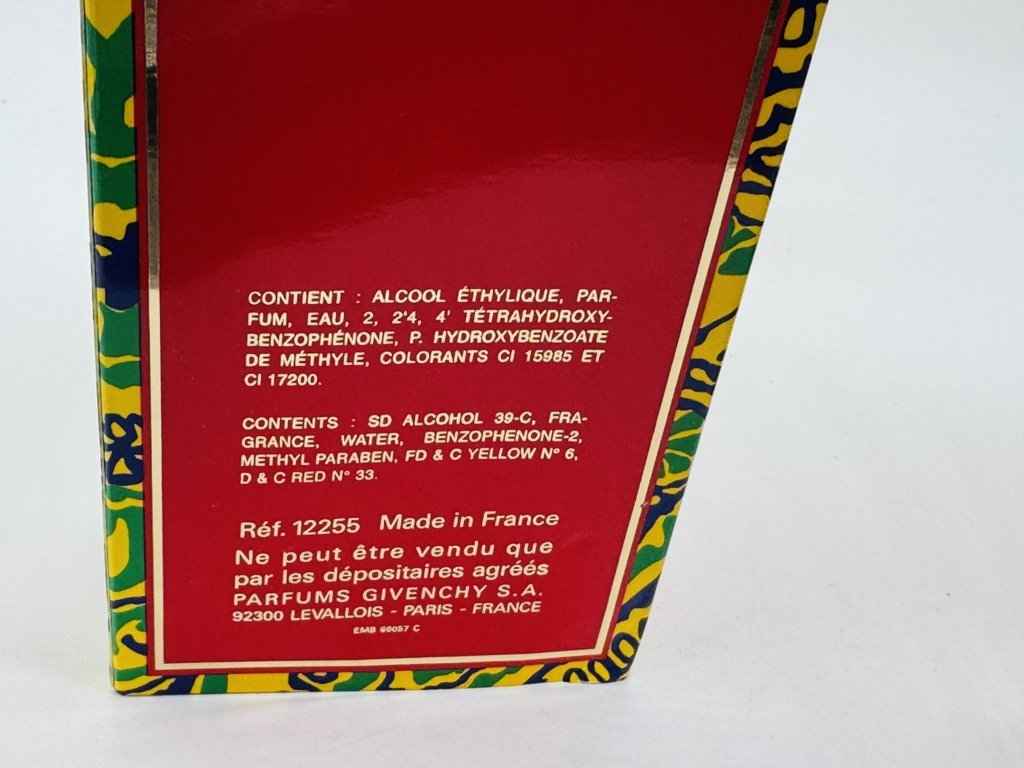 CONTIENT : ALCOOL ÉTHYLIQUE, PAR-
FUM, EAU, 2, 2'4, 4' TÉTRAHYDROXY-
BENZOPHÉNONE, P. HYDROXYBENZOATE
DE MÉTHYLE, COLORANTS CI 15985 ET
CI 17200.
CONTENTS : SD ALCOHOL 39-C, FRA-
GRANCE, WATER, BENZOPHENONE-2,
METHYL PARABEN, FD & C YELLOW N° 6,
D & C RED N° 33.
Réf. 12255 Made in France
Ne peut être vendu que
par les dépositaires agréés
PARFUMS GIVENCHY S.A.
92300 LEVALLOIS - PARIS - FRANCE
EMB 60057 C